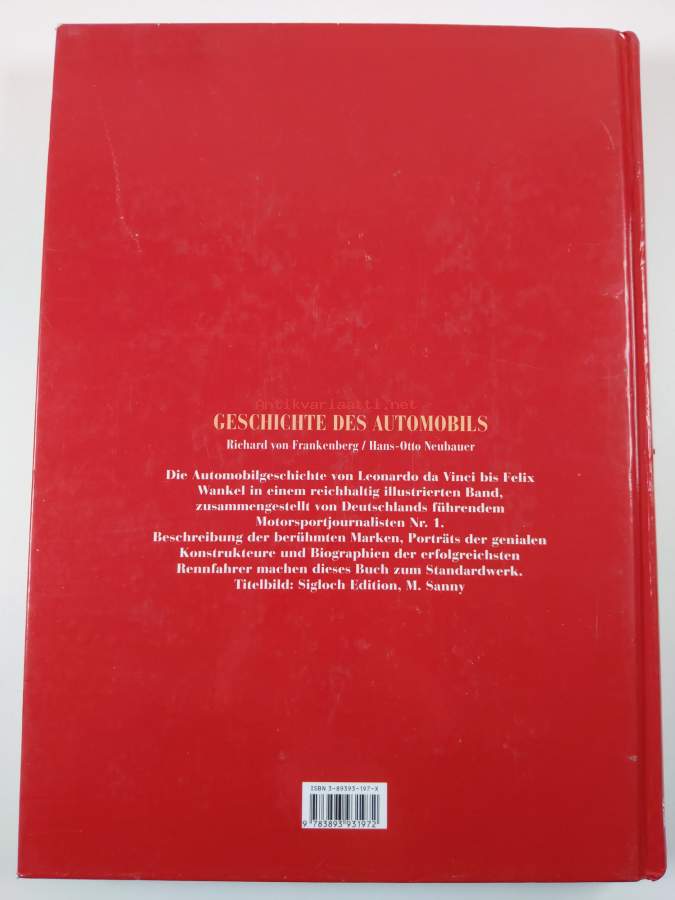 Antikvariaatti.net
GESCHICHTE DES AUTOMOBILS
Richard von Frankenberg / Hans-Otto Neubauer
Die Automobilgeschichte von Leonardo da Vinci bis Felix
Wankel in einem reichhaltig illustrierten Band,
zusammengestellt von Deutschlands führendem
Motorsportjournalisten Nr. 1.
Beschreibung der berühmten Marken, Porträts der genialen
Konstrukteure und Biographien der erfolgreichsten
Rennfahrer machen dieses Buch zum Standardwerk.
Titelbild: Sigloch Edition, M. Sanny
ISBN 3-89393-197-X
9 783893 931972